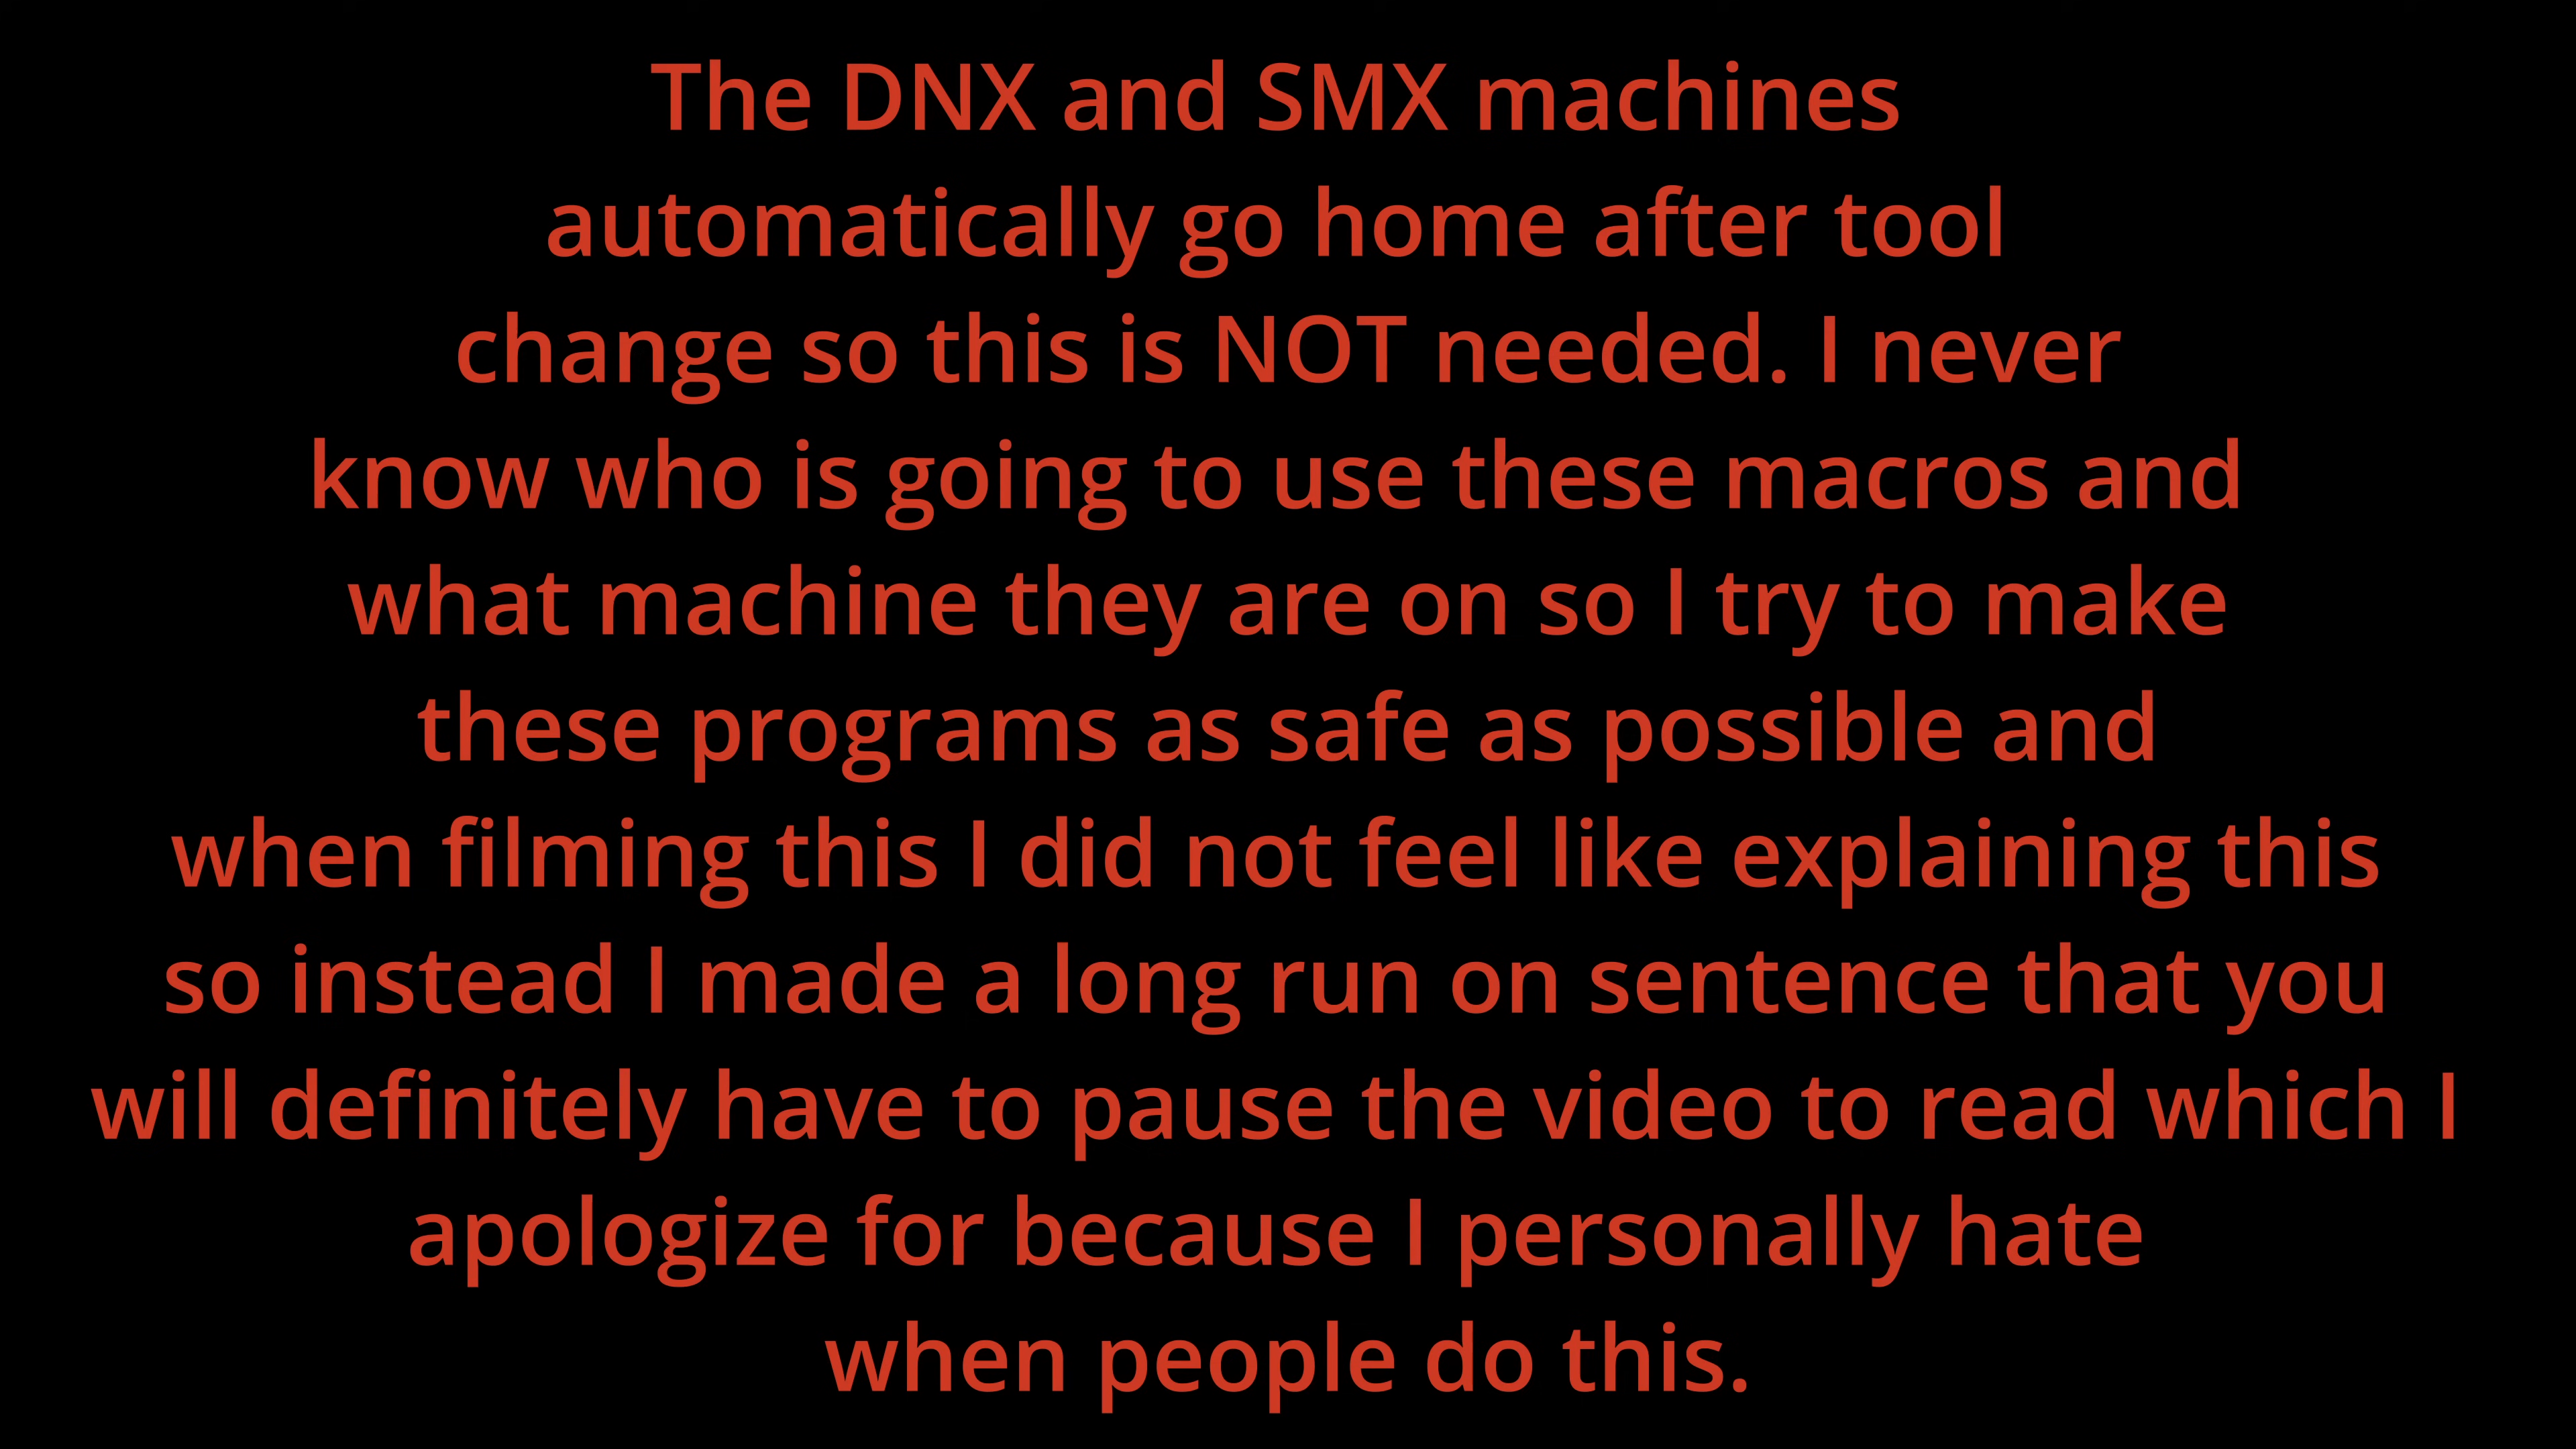 The DNX and SMX machines
automatically go home after tool
change so this is NOT needed. I never
know who is going to use these macros and
what machine they are on so I try to make
these programs as safe as possible and
when filming this I did not feel like explaining this
so instead I made a long run on sentence that you
will definitely have to pause the video to read which I
apologize for because I personally hate
when people do this.